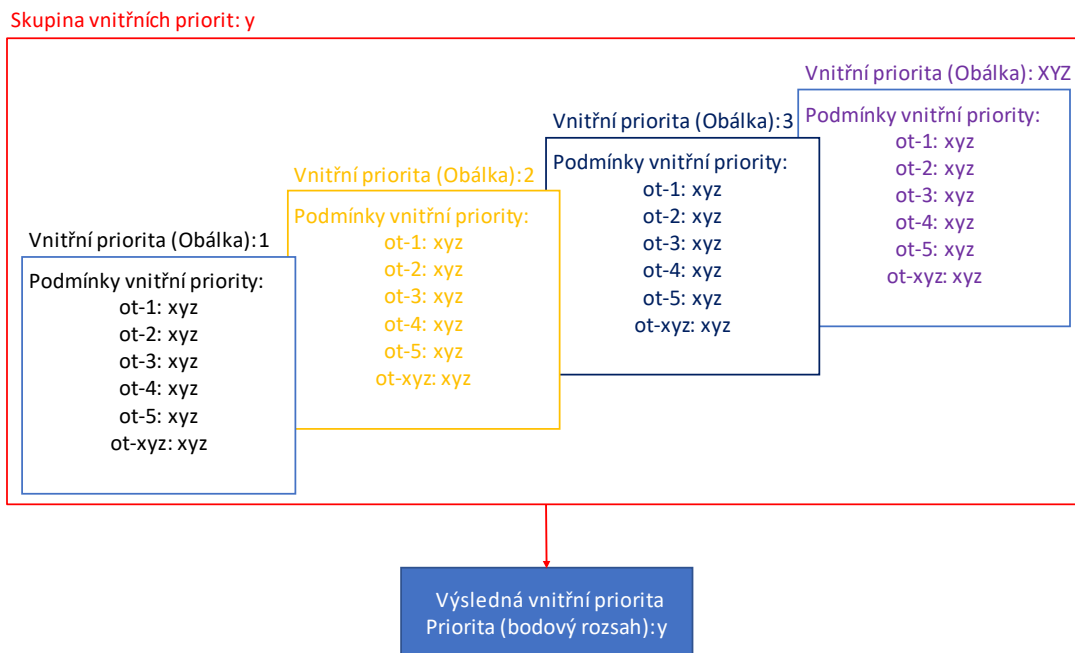 Skupina vnitřních priorit: y
Vnitřní priorita (Obálka): 1
Podmínky vnitřní priority:
ot-1: xyz
ot-2: xyz
ot-3: xyz
ot-4: xyz
ot-5: xyz
ot-xyz: xyz
Vnitřní priorita (Obálka): 2
Podmínky vnitřní priority:
ot-1: xyz
ot-2: xyz
ot-3: xyz
ot-4: xyz
ot-5: xyz
ot-xyz: xyz
Vnitřní priorita (Obálka): 3
Podmínky vnitřní priority:
ot-1: xyz
ot-2: xyz
ot-3: xyz
ot-4: xyz
ot-5: xyz
ot-xyz: xyz
Vnitřní priorita (Obálka): XYZ
Podmínky vnitřní priority:
ot-1: xyz
ot-2: xyz
ot-3: xyz
ot-4: xyz
ot-5: xyz
ot-xyz: xyz
Výsledná vnitřní priorita
Priorita (bodový rozsah): y